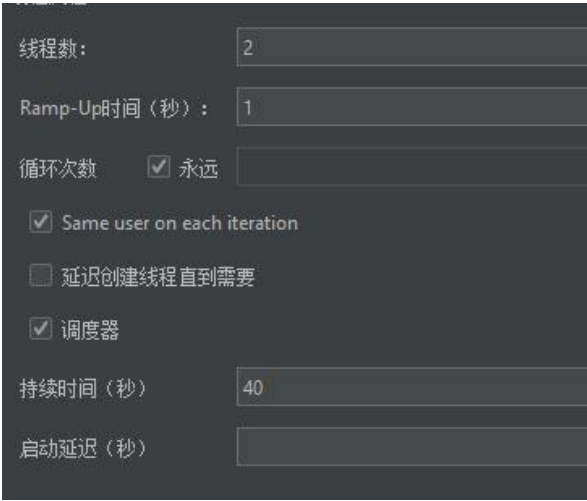 线程数： 2
Ramp-Up时间（秒）： 1
循环次数 永远
Same user on each iteration
延迟创建线程直到需要
调度器
持续时间（秒） 40
启动延迟（秒）